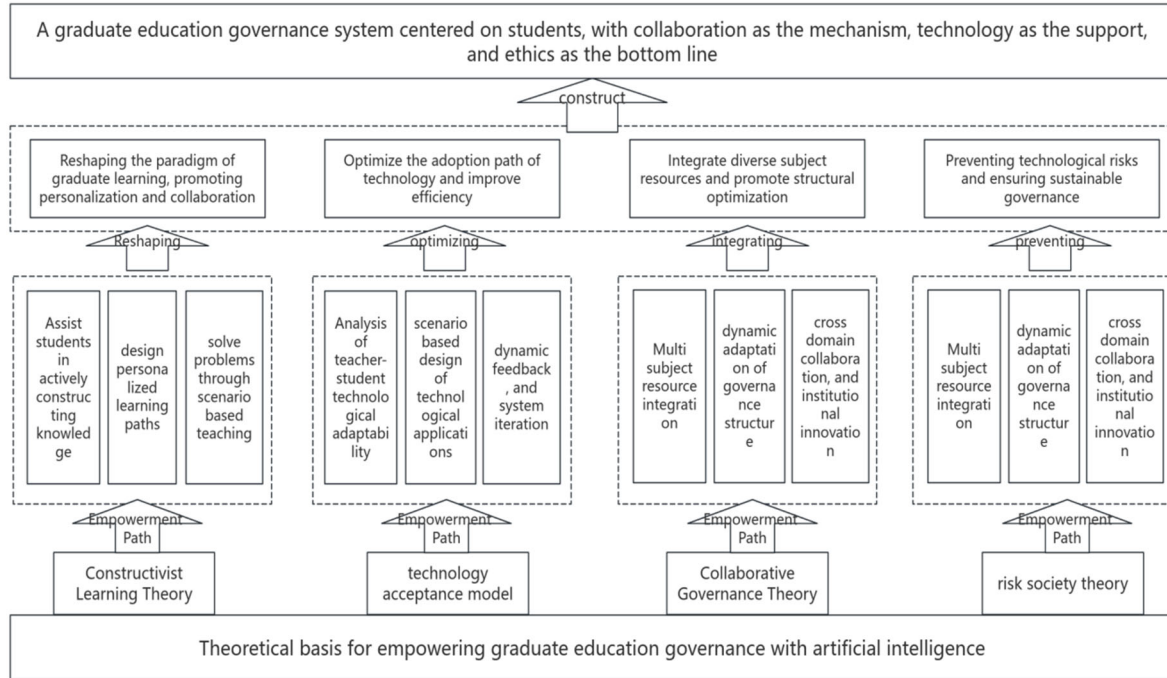 A graduate education governance system centered on students, with collaboration as the mechanism, technology as the support,
and ethics as the bottom line
construct
Reshaping the paradigm of
graduate learning, promoting
personalization and collaboration
Optimize the adoption path of
technology and improve
efficiency
Integrate diverse subject
resources and promote structural
optimization
Preventing technological risks
and ensuring sustainable
governance
Reshaping
optimizing
Integrating
preventing
Assist
students
in
actively
constru
cting
knowled
ge
design
persona
lized
learning
paths
solve
problems
through
scenario
based
teaching
Analysis
of
teacher-
student
technolo
gical
adaptabi
lity
scenario
based
design
of
technol
ogical
applicati
ons
dynamic
feedback
, and
system
iteration
Multi
subject
resource
integrati
on
dynamic
adaptati
on of
governa
nce
structur
e
cross
domain
collabora
tion, and
institutio
nal
innovatio
n
Multi
subject
resource
integrati
on
dynamic
adaptati
on of
governa
nce
structur
e
cross
domain
collabora
tion, and
institutio
nal
innovatio
n
Empowerment
Path
Empowerment
Path
Empowerment
Path
Empowerment
Path
Constructivist
Learning Theory
technology
acceptance model
Collaborative
Governance Theory
risk society theory
Theoretical basis for empowering graduate education governance with artificial intelligence